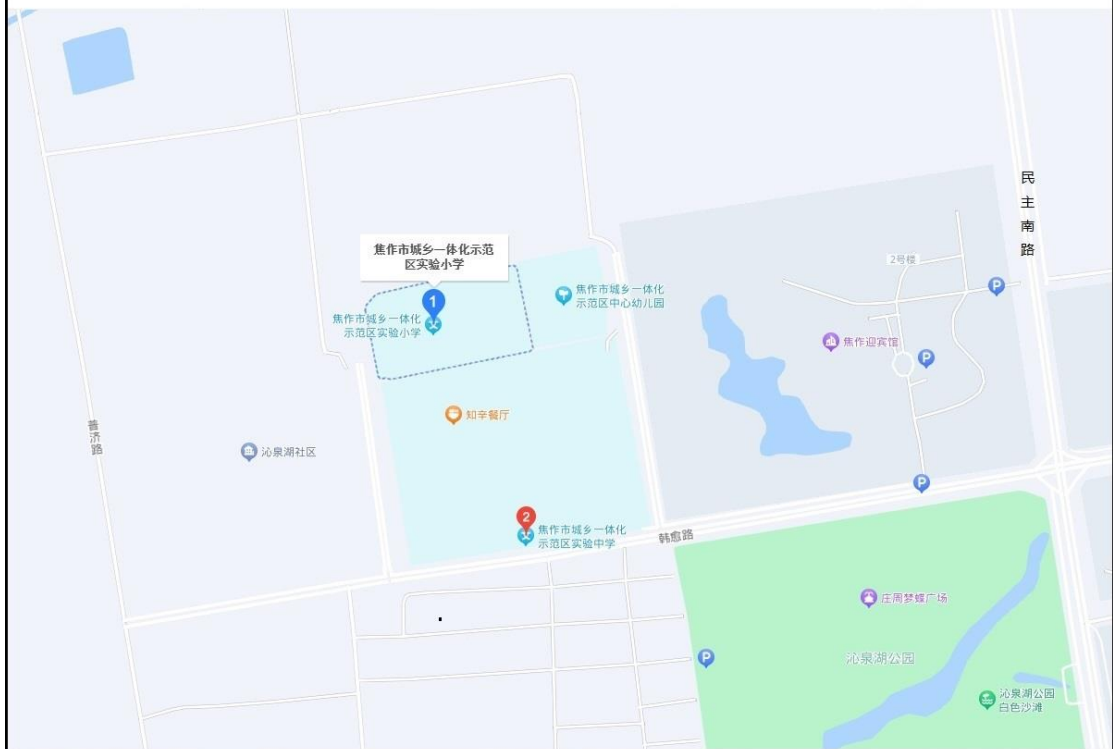 民
主
南
路
焦作市城乡一体化示范
区实验小学
2号楼
1
焦作市城乡一体化
示范区实验小学
焦作市城乡一体化
示范区中心幼儿园
P
焦作迎宾馆
P
知辛餐厅
普济路
沁泉湖社区
P
2
焦作市城乡一体化
示范区实验中学
韩愈路
庄周梦蝶广场
P
沁泉湖公园
沁泉湖公园
白色沙滩